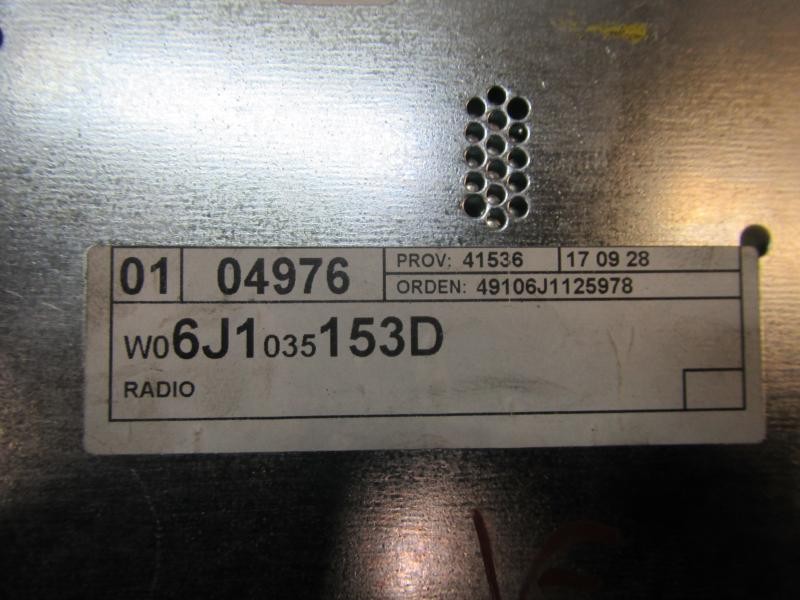 01 04976 PROV: 41536 17 09 28
ORDEN: 49106J1125978
W06J1035153D
RADIO